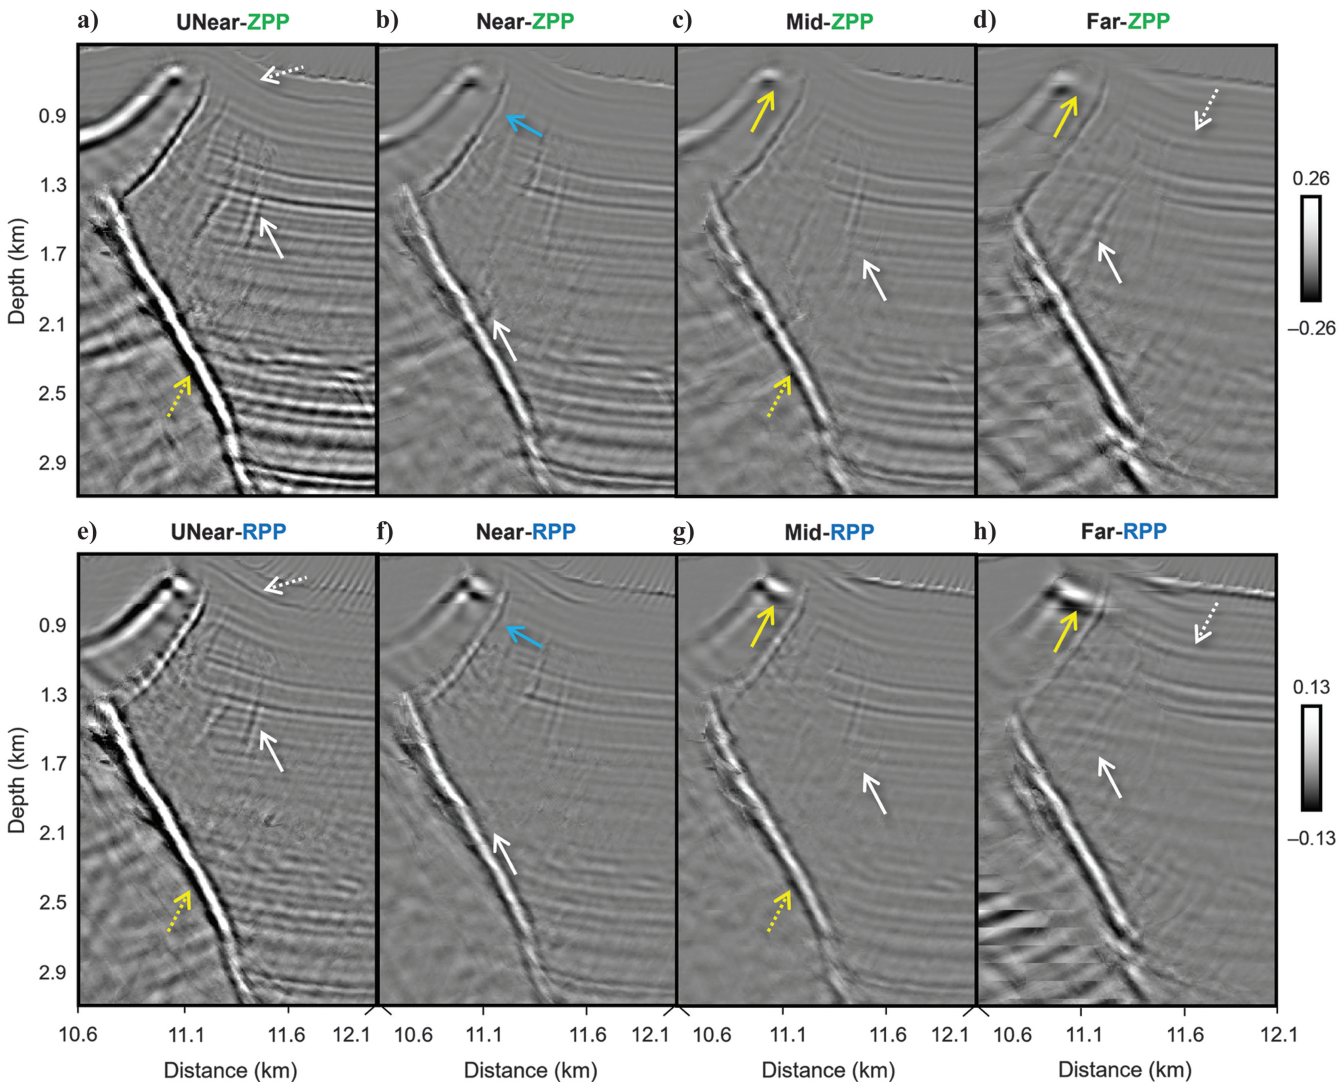 a) UNear-ZPP b) Near-ZPP c) Mid-ZPP d) Far-ZPP
0.9
1.3
1.7
2.1
2.5
2.9
Depth (km)
0.26
–0.26
e) UNear-RPP f) Near-RPP g) Mid-RPP h) Far-RPP
0.9
1.3
1.7
2.1
2.5
2.9
Depth (km)
0.13
–0.13
10.6 11.1 11.6 12.1 10.6 11.1 11.6 12.1 10.6 11.1 11.6 12.1 10.6 11.1 11.6 12.1
Distance (km) Distance (km) Distance (km) Distance (km)